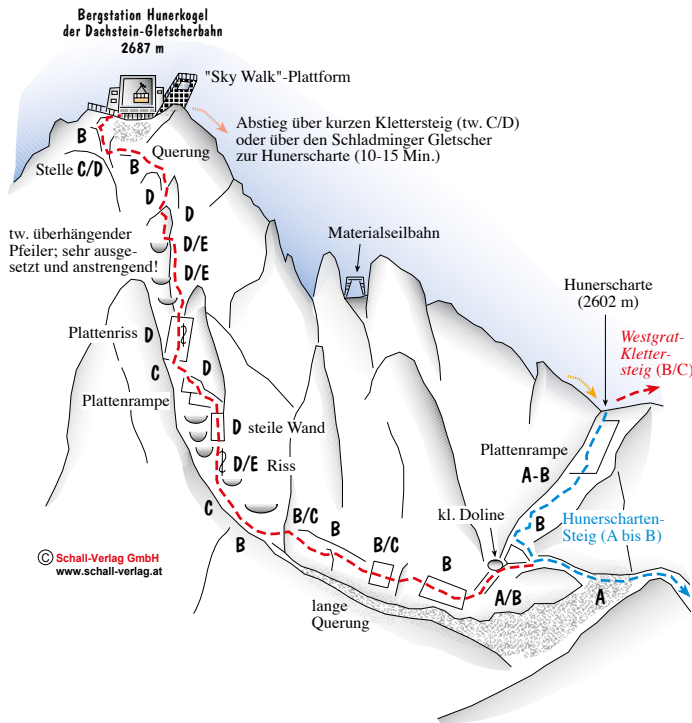 Bergstation Hunerkogel
der Dachstein-Gletscherbahn
2687 m
"Sky Walk"-Plattform
Abstieg über kurzen Klettersteig (tw. C/D)
oder über den Schladminger Gletscher
zur Hunerscharte (10-15 Min.)
B
Querung
Stelle C/D
B
D
D
tw. überhängender
Pfeiler; sehr ausge-
setzt und anstrengend!
D/E
D/E
Materialseilbahn
Hunerscharte
(2602 m)
Plattenriss D
Westgrat-
Kletter-
steig (B/C)
C
D
Plattenrampe
D steile Wand
Plattenrampe
D/E Riss
A-B
C
B/C
B
kl. Doline
B
Hunerscharten-
Steig (A bis B)
B
B/C
B
© Schall-Verlag GmbH
www.schall-verlag.at
A/B
A
lange
Querung